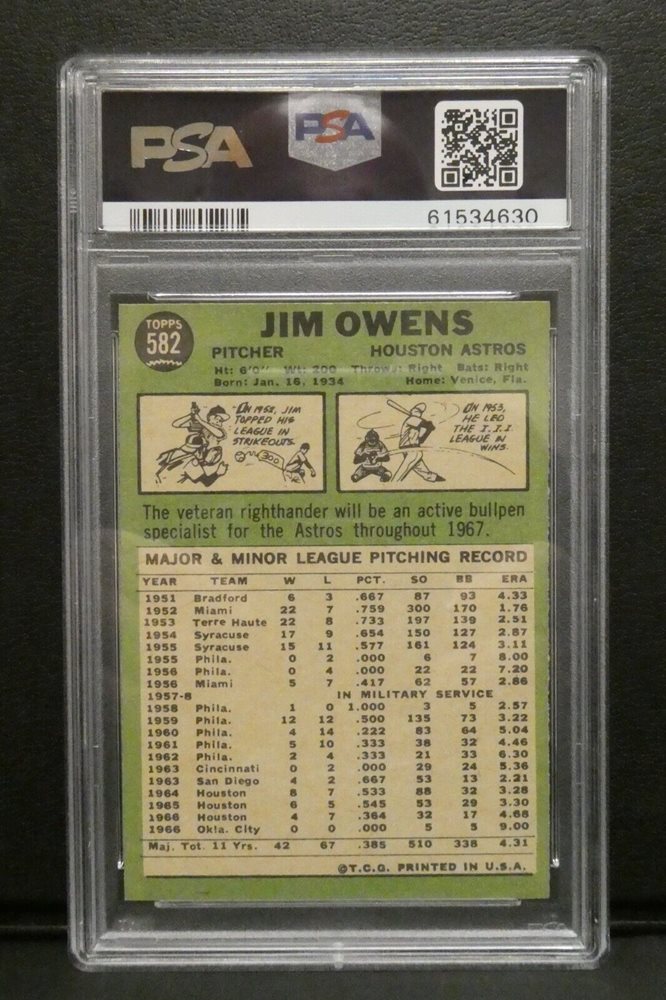 PSA PSA
61534630
TOPPS
582
JIM OWENS
PITCHER HOUSTON ASTROS
Ht: 6'0" Wt: 200 Throws: Right Bats: Right
Born: Jan. 16, 1934 Home: Venice, Fla.
IN 1952, JIM
TOPPED HIS
LEAGUE IN
STRIKEOUTS.
300
IN 1953,
HE LED
THE I.I.I.
LEAGUE IN
WINS.
The veteran righthander will be an active bullpen
specialist for the Astros throughout 1967.
MAJOR & MINOR LEAGUE PITCHING RECORD
YEAR TEAM W L PCT. SO BB ERA
1951 Bradford 6 3 .667 87 93 4.33
1952 Miami 22 7 .759 300 170 1.76
1953 Terre Haute 22 8 .733 197 139 2.51
1954 Syracuse 17 9 .654 150 127 2.87
1955 Syracuse 15 11 .577 161 124 3.11
1955 Phila. 0 2 .000 6 7 8.00
1956 Phila. 0 4 .000 22 22 7.20
1956 Miami 5 7 .417 62 57 2.86
1957-8 IN MILITARY SERVICE
1958 Phila. 1 0 1.000 3 5 2.57
1959 Phila. 12 12 .500 135 73 3.22
1960 Phila. 4 14 .222 83 64 5.04
1961 Phila. 5 10 .333 38 32 4.46
1962 Phila. 2 4 .333 21 33 6.30
1963 Cincinnati 0 2 .000 29 24 5.36
1963 San Diego 4 2 .667 53 13 2.21
1964 Houston 8 7 .533 88 32 3.28
1965 Houston 6 5 .545 53 29 3.30
1966 Houston 4 7 .364 32 17 4.68
1966 Okla. City 0 0 .000 5 5 9.00
Maj. Tot. 11 Yrs. 42 67 .385 510 338 4.31
©T.C.G. PRINTED IN U.S.A.